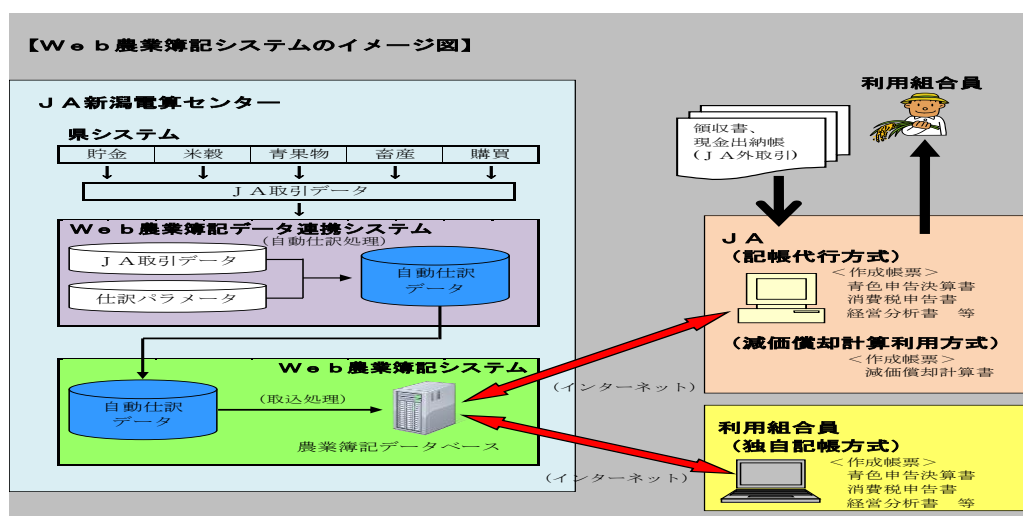 【Ｗｅｂ農業簿記システムのイメージ図】
ＪＡ新潟電算センター
県システム
貯金 米穀 青果物 畜産 購買
ＪＡ取引データ
Ｗｅｂ農業簿記データ連携システム
(自動仕訳処理)
ＪＡ取引データ
仕訳パラメータ
自動仕訳
データ
Ｗｅｂ農業簿記システム
自動仕訳
データ
(取込処理)
農業簿記データベース
(インターネット)
(インターネット)
利用組合員
領収書、
現金出納帳
(ＪＡ外取引)
ＪＡ
(記帳代行方式)
＜作成帳票＞
青色申告決算書
消費税申告書
経営分析書　等
(減価償却計算利用方式)
＜作成帳票＞
減価償却計算書
利用組合員
(独自記帳方式)
＜作成帳票＞
青色申告決算書
消費税申告書
経営分析書　等